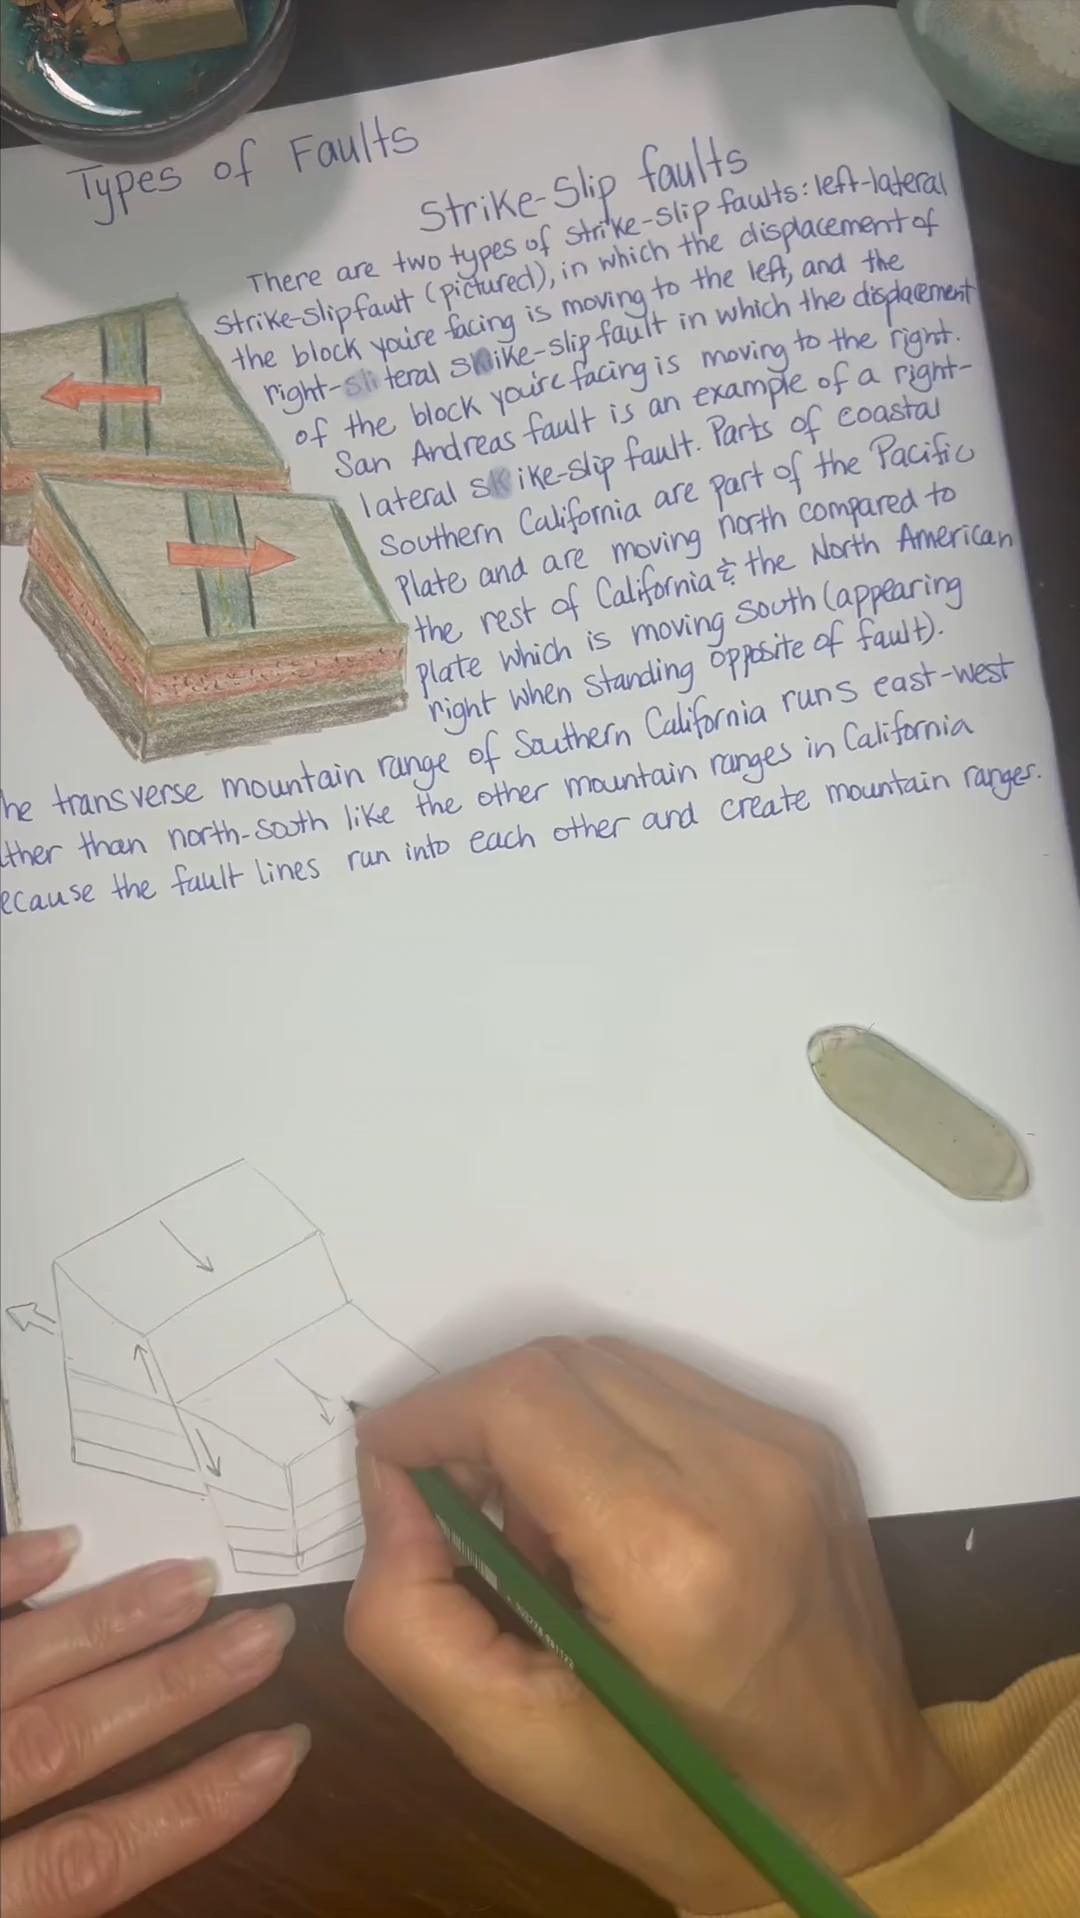 Types of Faults
Strike-Slip faults
There are two types of strike-slip faults: left-lateral
strike-slip fault (pictured), in which the displacement of
the block you're facing is moving to the left, and the
right- teral s ike-slip fault in which the displacement
of the block you're facing is moving to the right.
San Andreas fault is an example of a right-
lateral s ike-slip fault. Parts of coastal
Southern California are part of the Pacific
Plate and are moving north compared to
the rest of California & the North American
plate which is moving south (appearing
right when standing opposite of fault).
he transverse mountain range of Southern California runs east-west
ther than north-south like the other mountain ranges in California
ecause the fault lines run into each other and create mountain ranges.